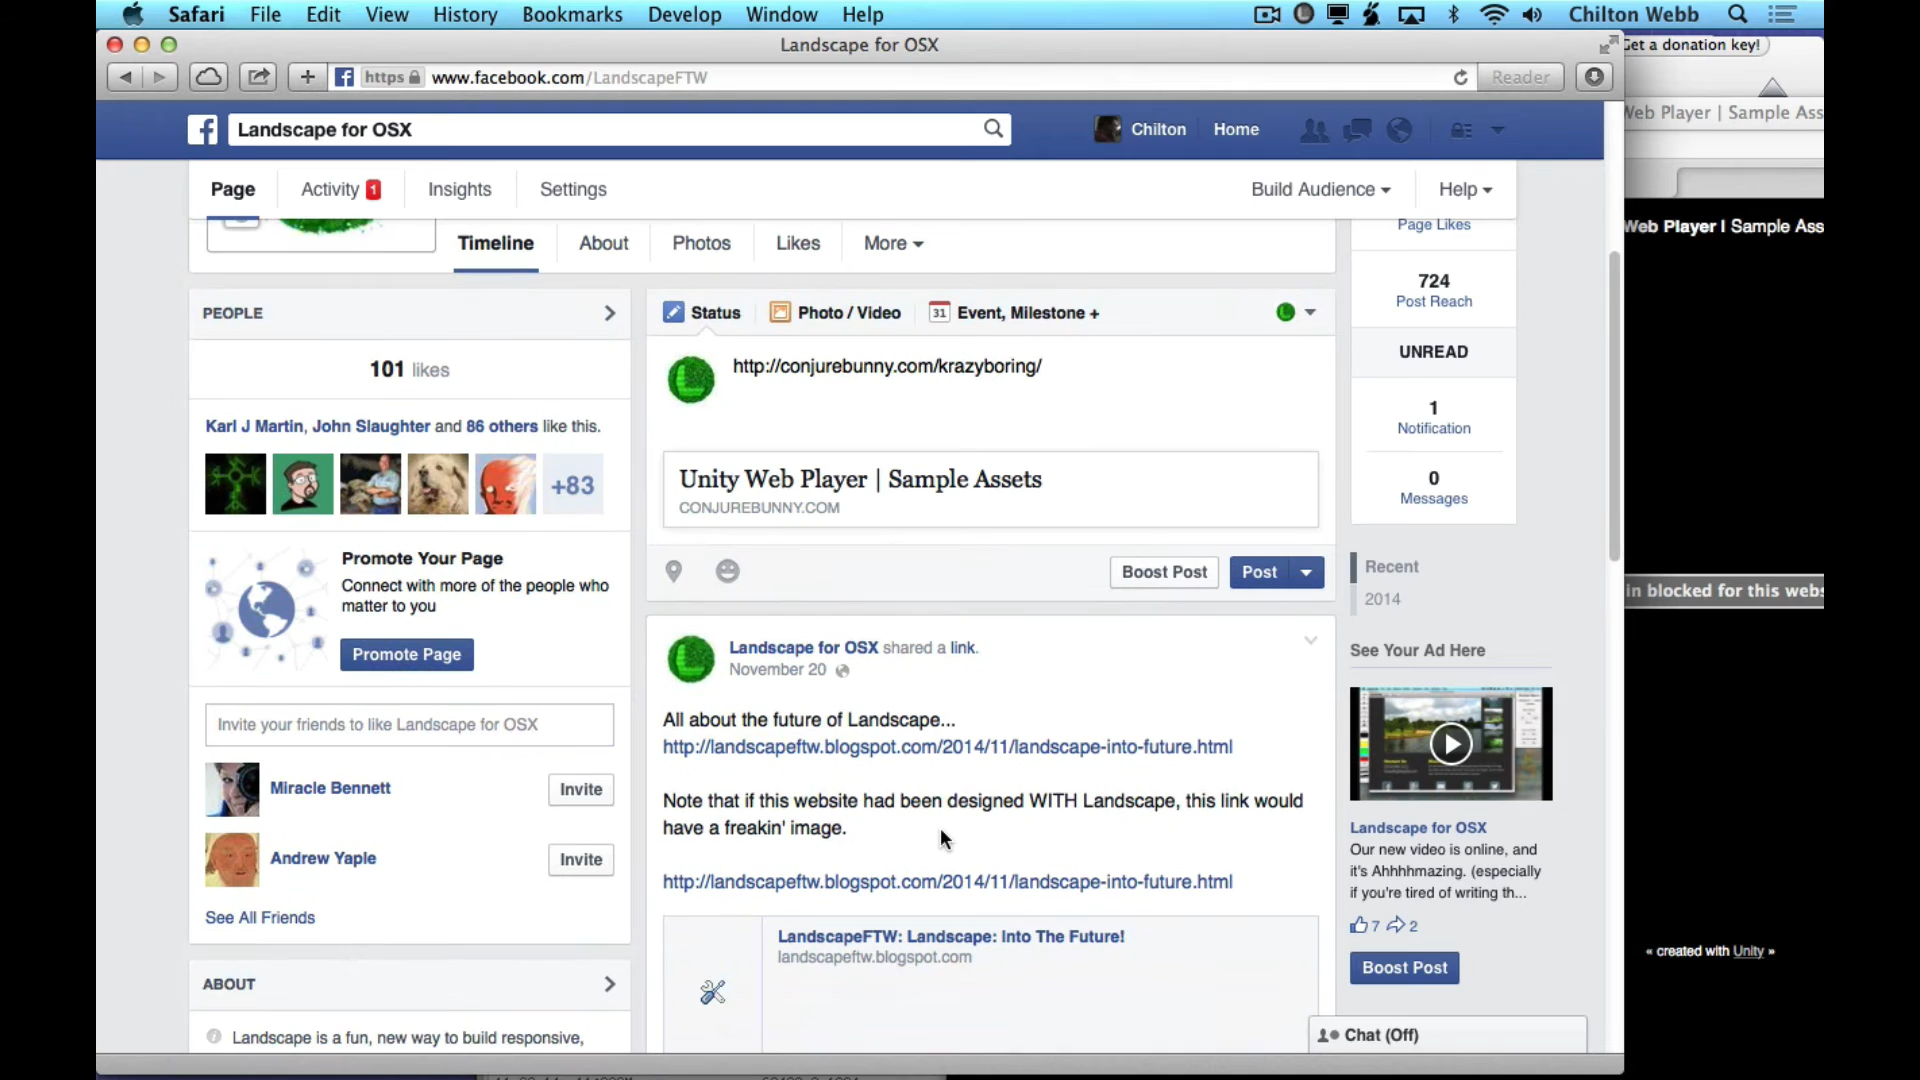 Safari File Edit View History Bookmarks Develop Window Help Chilton Webb
Landscape for OSX
Get a donation key!
https www.facebook.com/LandscapeFTW
Reader
Web Player | Sample Ass
Landscape for OSX
Chilton Home
Page Activity 1 Insights Settings Build Audience Help
Page Likes
Web Player | Sample Ass
Timeline About Photos Likes More
724
Post Reach
PEOPLE
Status Photo / Video 31 Event, Milestone +
UNREAD
101 likes
http://conjurebunny.com/krazyboring/
1
Notification
Karl J Martin, John Slaughter and 86 others like this.
+83
Unity Web Player | Sample Assets
CONJUREBUNNY.COM
0
Messages
Promote Your Page
Connect with more of the people who
matter to you
Promote Page
Boost Post Post
Recent
2014
in blocked for this webs
Landscape for OSX shared a link.
November 20
See Your Ad Here
Invite your friends to like Landscape for OSX
Miracle Bennett Invite
Andrew Yaple Invite
See All Friends
All about the future of Landscape...
http://landscapeftw.blogspot.com/2014/11/landscape-into-future.html
Note that if this website had been designed WITH Landscape, this link would
have a freakin' image.
http://landscapeftw.blogspot.com/2014/11/landscape-into-future.html
LandscapeFTW: Landscape: Into The Future!
landscapeftw.blogspot.com
Landscape for OSX
Our new video is online, and
it's Ahhhhmazing. (especially
if you're tired of writing th...
7 2
Boost Post
« created with Unity »
ABOUT
Landscape is a fun, new way to build responsive,
Chat (Off)